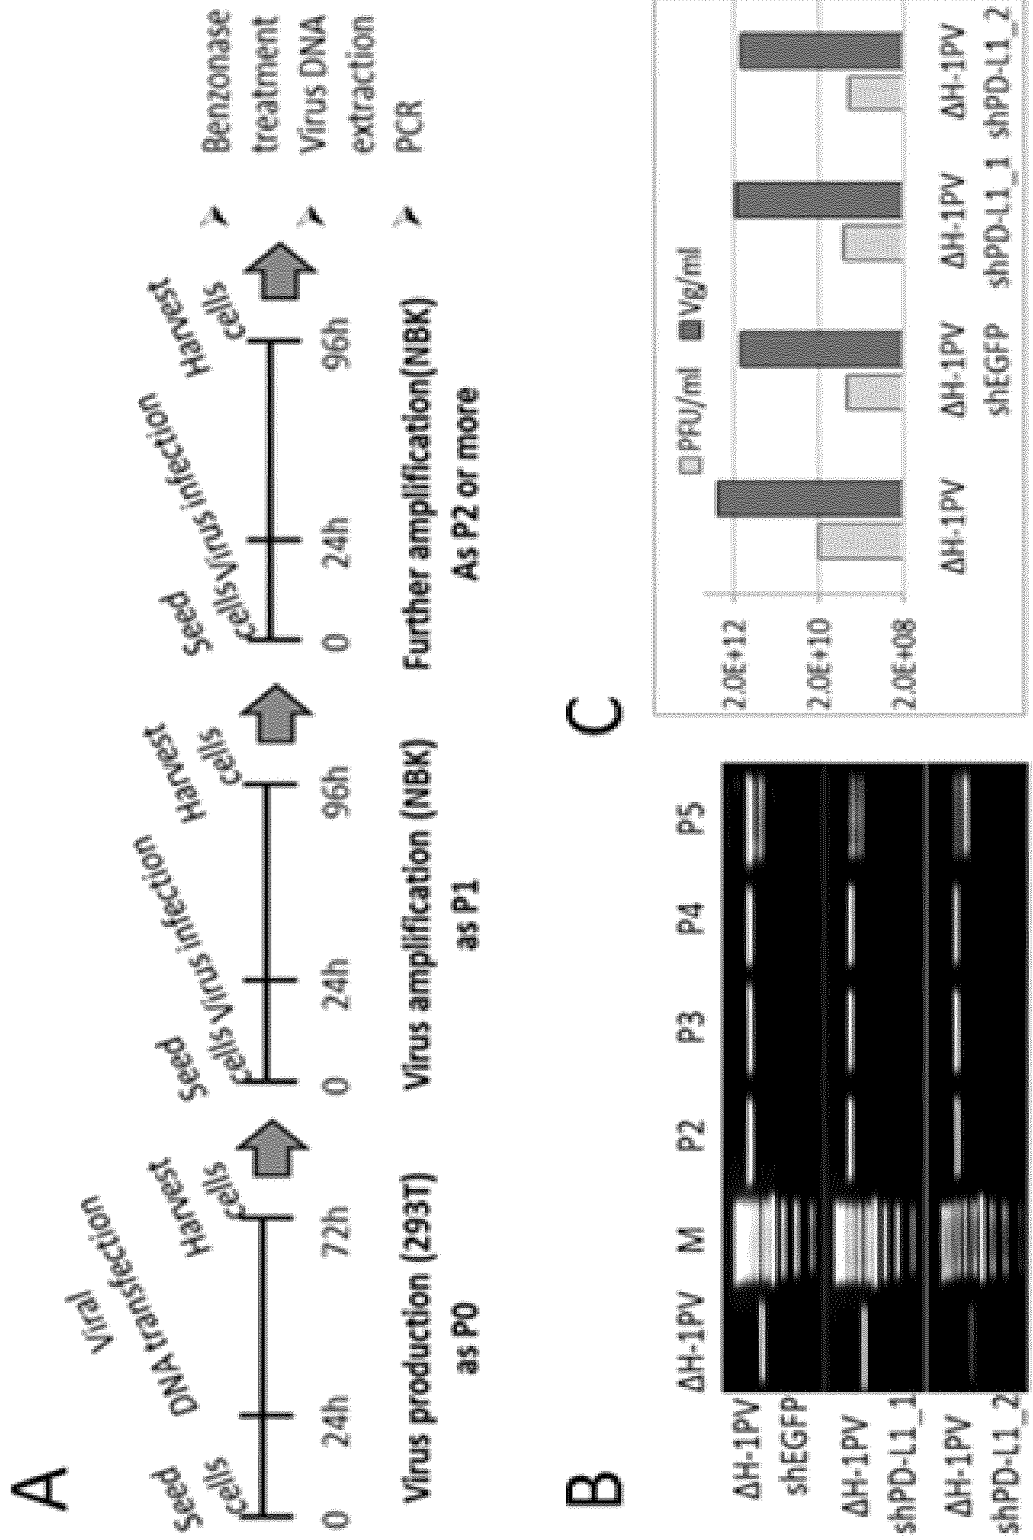 A
Seed
cells
Viral
DNA transfection
Harvest
cells
0
24h
72h
Virus production (293T)
as P0
Seed
cells
Virus infection
Harvest
cells
0
24h
96h
Virus amplification (NBK)
as P1
Seed
cells
Virus infection
Harvest
cells
0
24h
96h
Further amplification(NBK)
As P2 or more
Benzonase
treatment
Virus DNA
extraction
PCR
B
ΔH-1PV
M
P2
P3
P4
P5
ΔH-1PV
shEGFP
ΔH-1PV
shPD-L1_1
ΔH-1PV
shPD-L1_2
C
PFU/ml
Vg/ml
2.0E+12
2.0E+10
2.0E+08
ΔH-1PV
ΔH-1PV
shEGFP
ΔH-1PV
shPD-L1_1
ΔH-1PV
shPD-L1_2